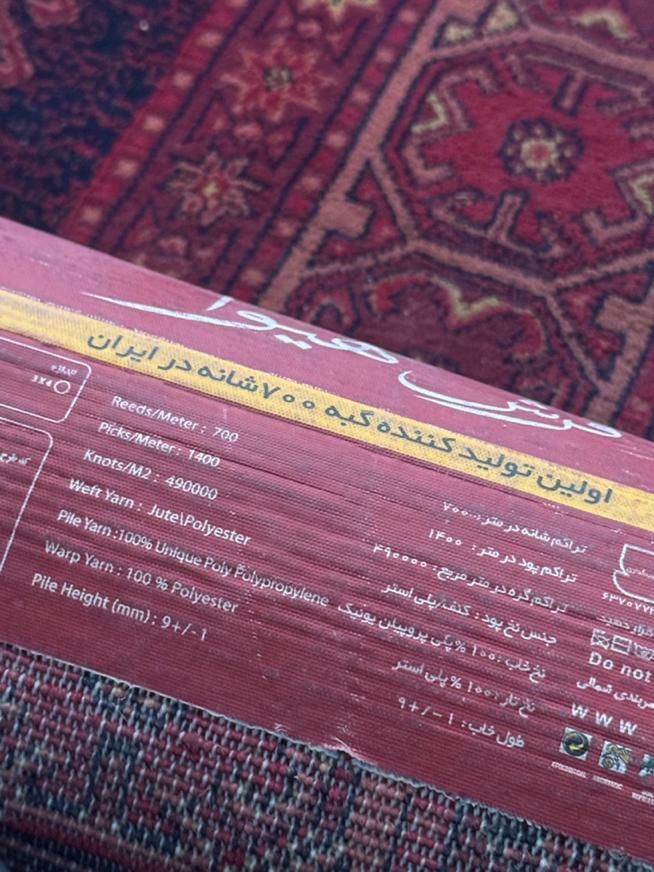 فرش هیوا
اولین تولید کننده گبه ۷۰۰ شانه در ایران
3X4
Reeds/Meter : 700
Picks/Meter : 1400
Knots/M2 : 490000
Weft Yarn : Jute\Polyester
Pile Yarn :100% Unique Poly Polypropylene
Warp Yarn : 100 % Polyester
Pile Height (mm) : 9+/-1
تراکم شانه در متر : ۷۰۰
تراکم پود در متر : ۱۴۰۰
تراکم گره در متر مربع : ۴۹۰۰۰۰
جنس نخ پود : کنف/پلی استر
نخ خاب : ۱۰۰ % پلی پروپیلن یونیک
نخ تار : ۱۰۰ % پلی استر
طول خاب : ۹+/-۱
Do not
WWW